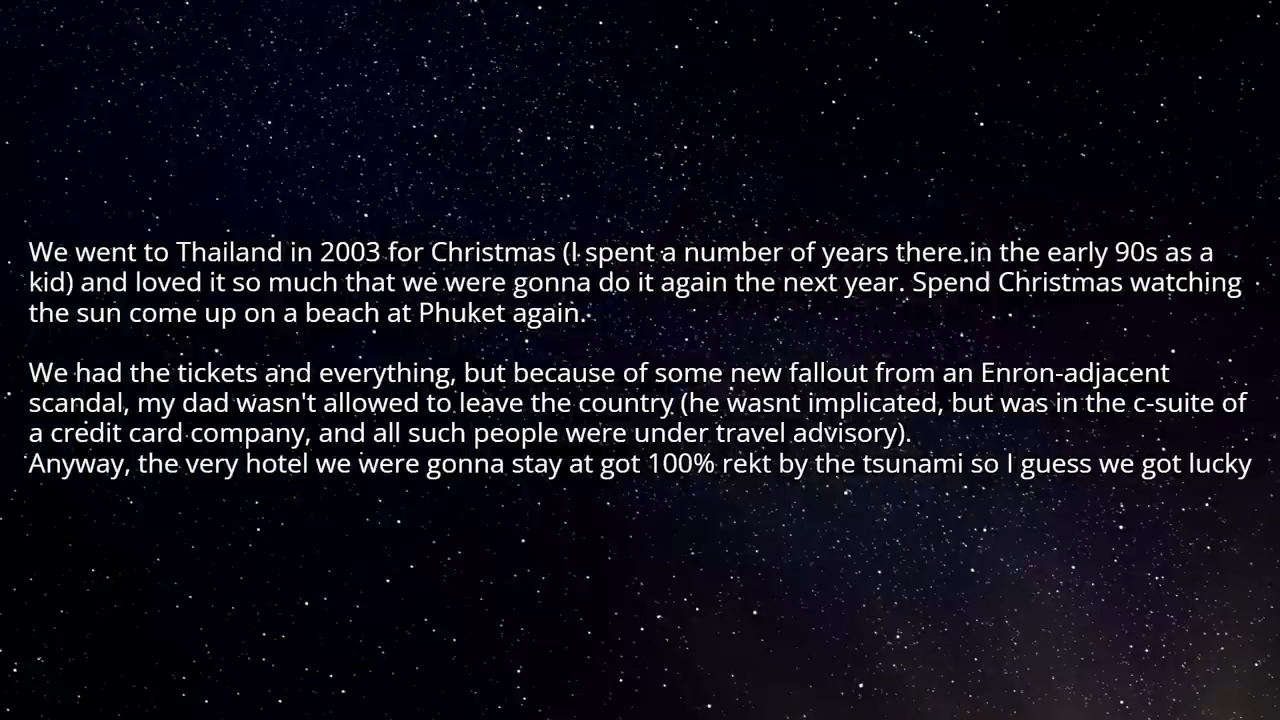 We went to Thailand in 2003 for Christmas (I spent a number of years there.in the early 90s as a
kid) and loved it so much that we were gonna do it again the next year. Spend Christmas watching
the sun come up on a beach at Phuket again.
We had the tickets and everything, but because of some new fallout from an Enron-adjacent
scandal, my dad wasn't allowed to leave the country (he wasnt implicated, but was in the c-suite of
a credit card company, and all such people were under travel advisory).
Anyway, the very hotel we were gonna stay at got 100% rekt by the tsunami so I guess we got lucky